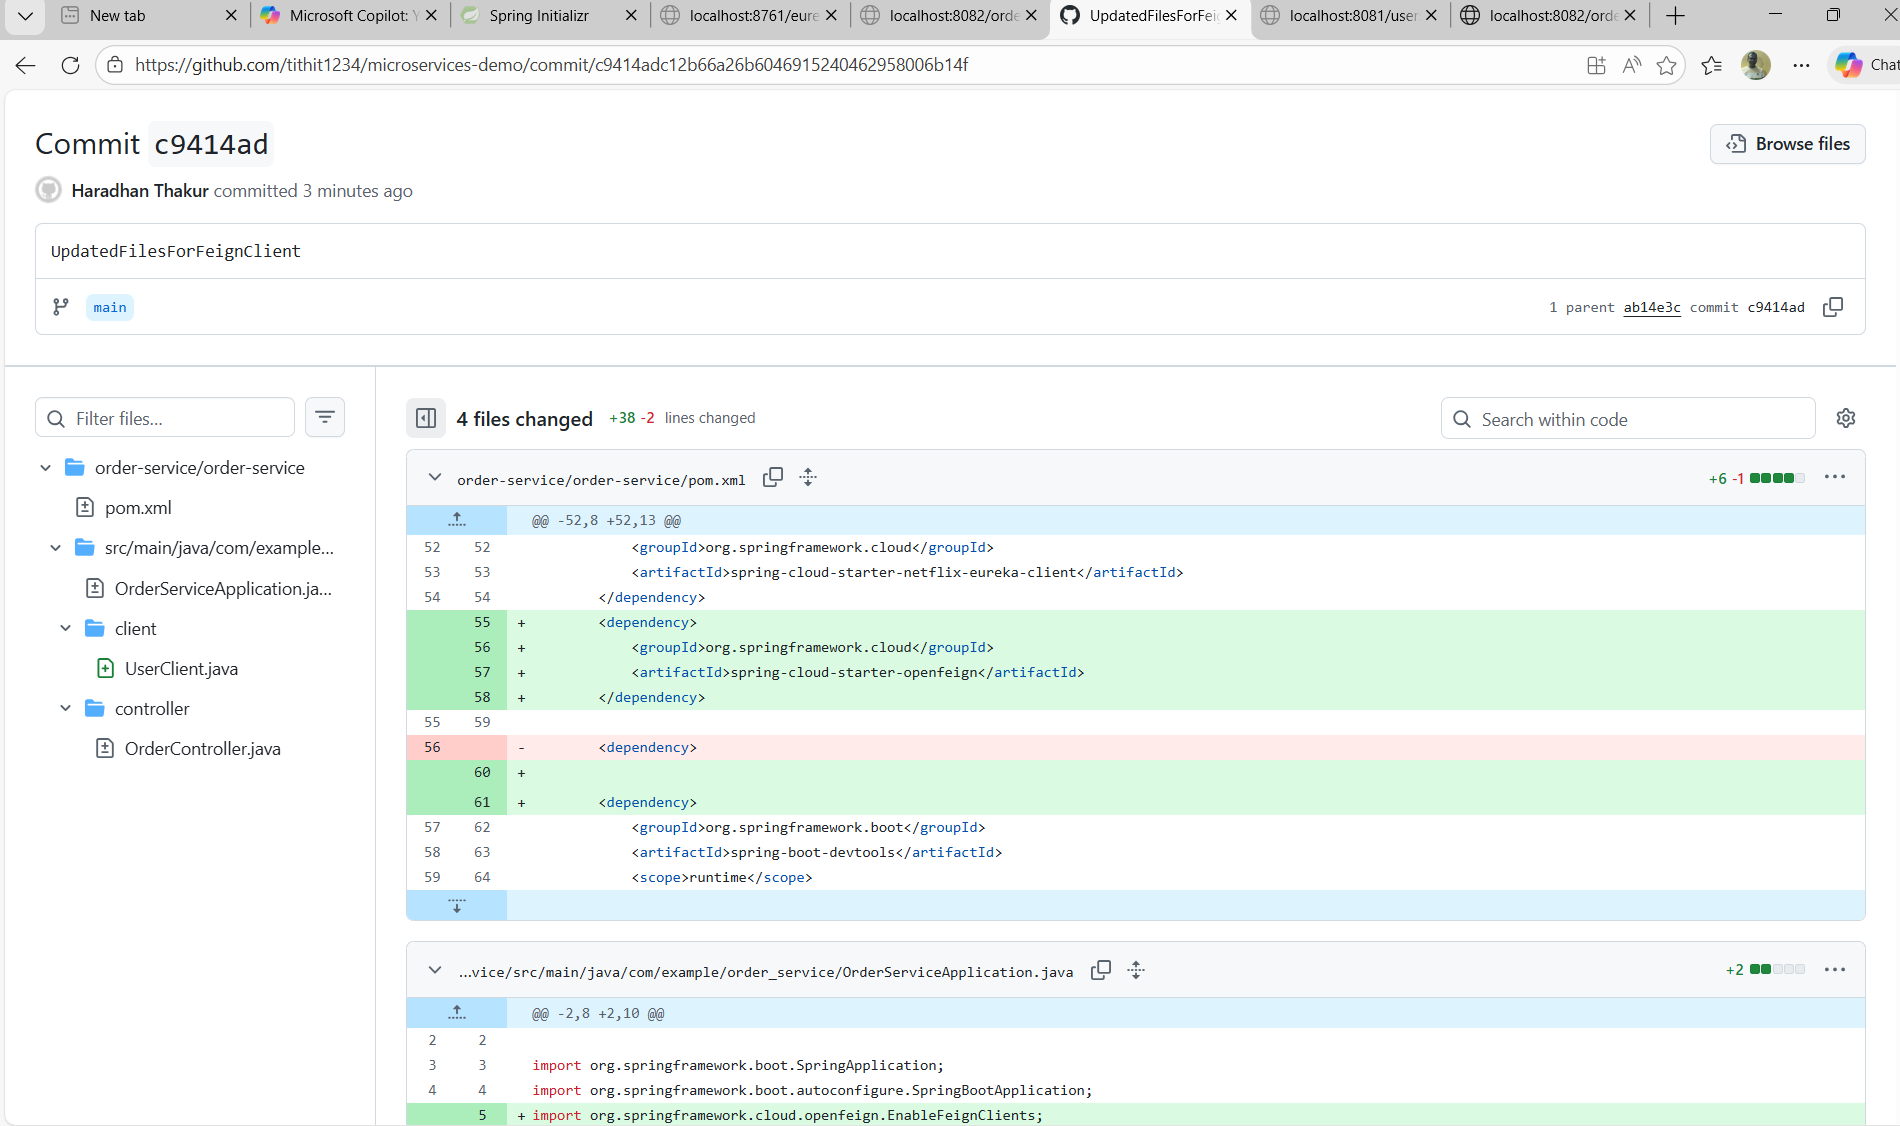 New tab
Microsoft Copilot: Y
Spring Initializr
localhost:8761/eure
localhost:8082/orde
UpdatedFilesForFeig
localhost:8081/user
localhost:8082/orde
https://github.com/tithit1234/microservices-demo/commit/c9414adc12b66a26b6046915240462958006b14f
Chat
Commit c9414ad
Browse files
Haradhan Thakur committed 3 minutes ago
UpdatedFilesForFeignClient
main
1 parent ab14e3c commit c9414ad
Filter files...
order-service/order-service
pom.xml
src/main/java/com/example...
OrderServiceApplication.ja...
client
UserClient.java
controller
OrderController.java
4 files changed +38 -2 lines changed
Search within code
order-service/order-service/pom.xml
+6 -1
@@ -52,8 +52,13 @@
52 52 <groupId>org.springframework.cloud</groupId>
53 53 <artifactId>spring-cloud-starter-netflix-eureka-client</artifactId>
54 54 </dependency>
55 + <dependency>
56 + <groupId>org.springframework.cloud</groupId>
57 + <artifactId>spring-cloud-starter-openfeign</artifactId>
58 + </dependency>
55 59
56 - <dependency>
60 +
61 + <dependency>
57 62 <groupId>org.springframework.boot</groupId>
58 63 <artifactId>spring-boot-devtools</artifactId>
59 64 <scope>runtime</scope>
...vice/src/main/java/com/example/order_service/OrderServiceApplication.java
+2
@@ -2,8 +2,10 @@
2 2
3 3 import org.springframework.boot.SpringApplication;
4 4 import org.springframework.boot.autoconfigure.SpringBootApplication;
5 + import org.springframework.cloud.openfeign.EnableFeignClients;